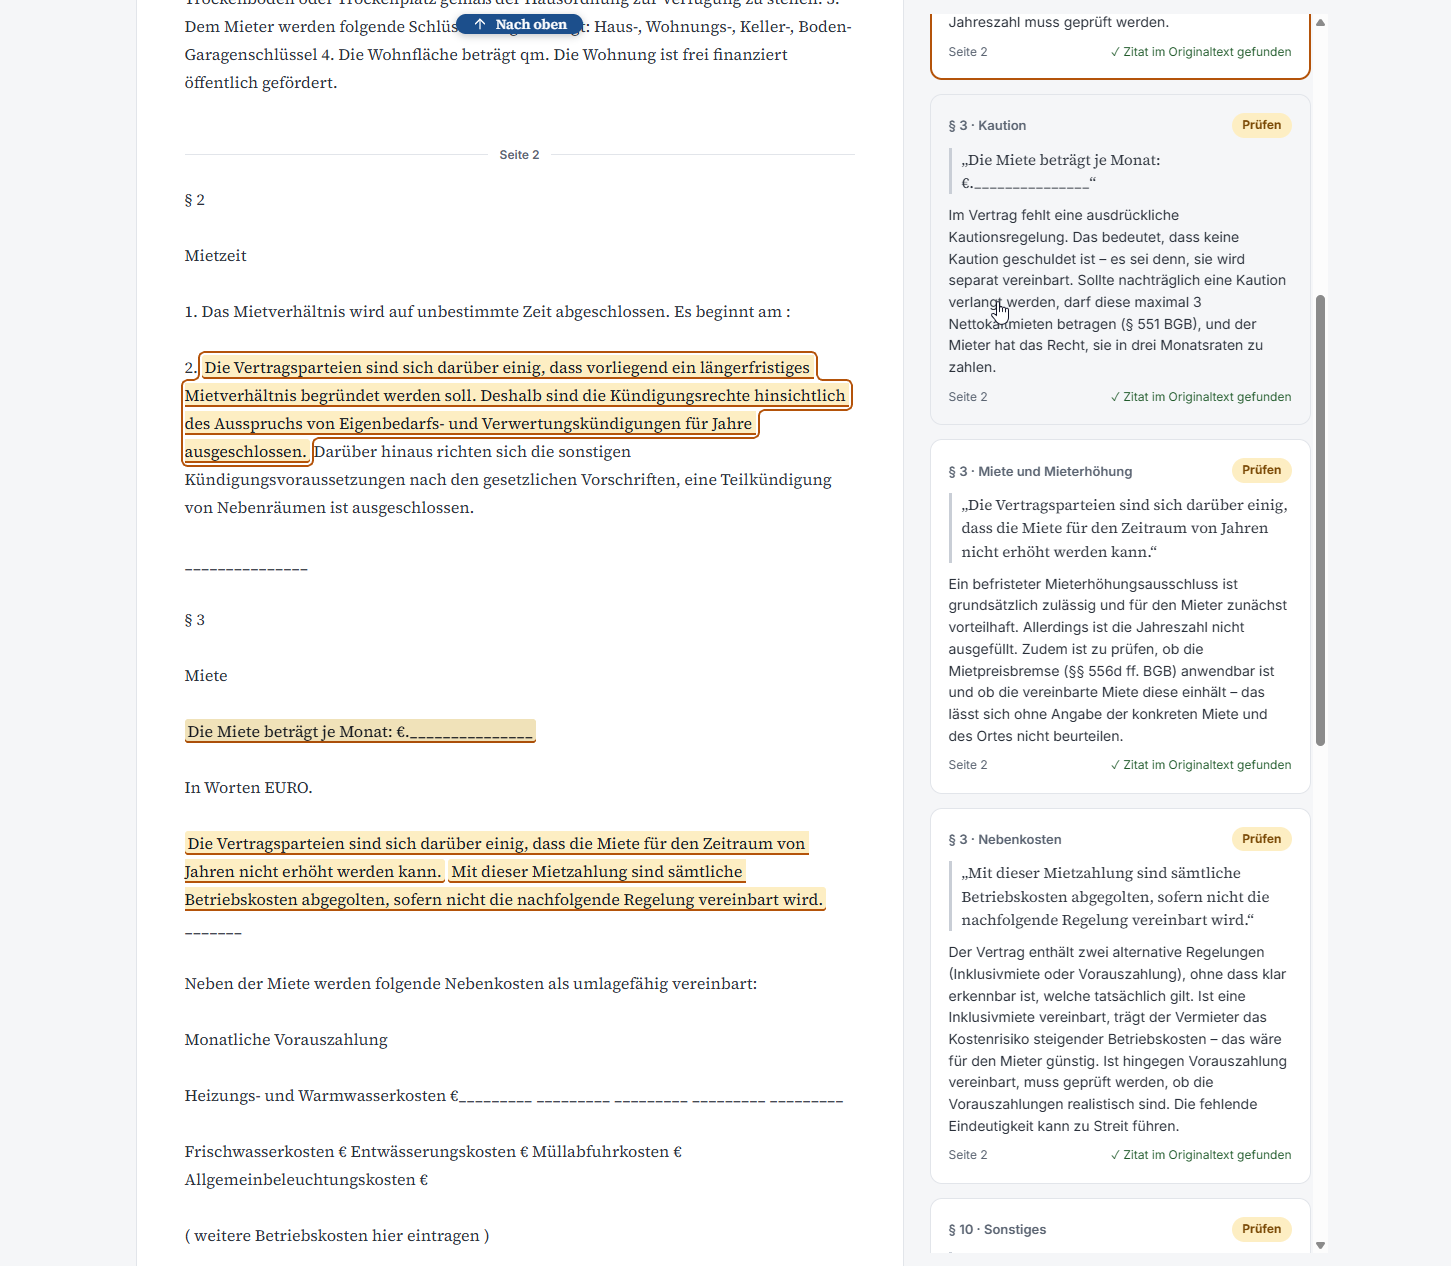 Trockenboden oder Trockenplatz gemäß der Hausordnung zur Verfügung zu stellen. 3.
Dem Mieter werden folgende Schlüs t: Haus-, Wohnungs-, Keller-, Boden-
Garagenschlüssel 4. Die Wohnfläche beträgt qm. Die Wohnung ist frei finanziert
öffentlich gefördert.
↑ Nach oben
Seite 2
§ 2
Mietzeit
1. Das Mietverhältnis wird auf unbestimmte Zeit abgeschlossen. Es beginnt am :
2. Die Vertragsparteien sind sich darüber einig, dass vorliegend ein längerfristiges
Mietverhältnis begründet werden soll. Deshalb sind die Kündigungsrechte hinsichtlich
des Ausspruchs von Eigenbedarfs- und Verwertungskündigungen für Jahre
ausgeschlossen. Darüber hinaus richten sich die sonstigen
Kündigungsvoraussetzungen nach den gesetzlichen Vorschriften, eine Teilkündigung
von Nebenräumen ist ausgeschlossen.
_______________
§ 3
Miete
Die Miete beträgt je Monat: €._______________
In Worten EURO.
Die Vertragsparteien sind sich darüber einig, dass die Miete für den Zeitraum von
Jahren nicht erhöht werden kann. Mit dieser Mietzahlung sind sämtliche
Betriebskosten abgegolten, sofern nicht die nachfolgende Regelung vereinbart wird.
_______
Neben der Miete werden folgende Nebenkosten als umlagefähig vereinbart:
Monatliche Vorauszahlung
Heizungs- und Warmwasserkosten €_________ _________ _________ _________ _________
Frischwasserkosten € Entwässerungskosten € Müllabfuhrkosten €
Allgemeinbeleuchtungskosten €
( weitere Betriebskosten hier eintragen )
Jahreszahl muss geprüft werden.
Seite 2 ✓ Zitat im Originaltext gefunden
§ 3 · Kaution Prüfen
„Die Miete beträgt je Monat:
€._______________“
Im Vertrag fehlt eine ausdrückliche
Kautionsregelung. Das bedeutet, dass keine
Kaution geschuldet ist – es sei denn, sie wird
separat vereinbart. Sollte nachträglich eine Kaution
verlangt werden, darf diese maximal 3
Nettokaltmieten betragen (§ 551 BGB), und der
Mieter hat das Recht, sie in drei Monatsraten zu
zahlen.
Seite 2 ✓ Zitat im Originaltext gefunden
§ 3 · Miete und Mieterhöhung Prüfen
„Die Vertragsparteien sind sich darüber einig,
dass die Miete für den Zeitraum von Jahren
nicht erhöht werden kann.“
Ein befristeter Mieterhöhungsausschluss ist
grundsätzlich zulässig und für den Mieter zunächst
vorteilhaft. Allerdings ist die Jahreszahl nicht
ausgefüllt. Zudem ist zu prüfen, ob die
Mietpreisbremse (§§ 556d ff. BGB) anwendbar ist
und ob die vereinbarte Miete diese einhält – das
lässt sich ohne Angabe der konkreten Miete und
des Ortes nicht beurteilen.
Seite 2 ✓ Zitat im Originaltext gefunden
§ 3 · Nebenkosten Prüfen
„Mit dieser Mietzahlung sind sämtliche
Betriebskosten abgegolten, sofern nicht die
nachfolgende Regelung vereinbart wird.“
Der Vertrag enthält zwei alternative Regelungen
(Inklusivmiete oder Vorauszahlung), ohne dass klar
erkennbar ist, welche tatsächlich gilt. Ist eine
Inklusivmiete vereinbart, trägt der Vermieter das
Kostenrisiko steigender Betriebskosten – das wäre
für den Mieter günstig. Ist hingegen Vorauszahlung
vereinbart, muss geprüft werden, ob die
Vorauszahlungen realistisch sind. Die fehlende
Eindeutigkeit kann zu Streit führen.
Seite 2 ✓ Zitat im Originaltext gefunden
§ 10 · Sonstiges Prüfen